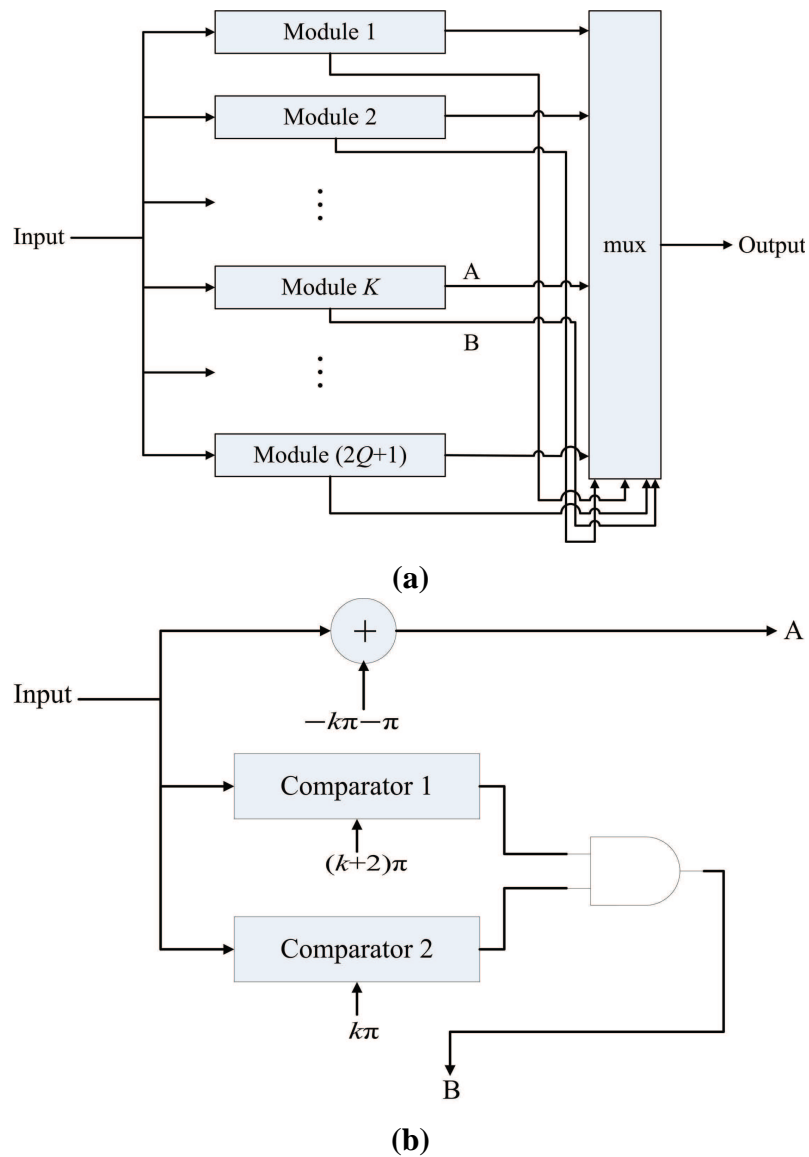 Module 1
Module 2
⋮
Input
mux
Output
Module K
A
B
⋮
Module (2Q+1)
(a)
+
A
Input
−kπ−π
Comparator 1
(k+2)π
Comparator 2
kπ
B
(b)